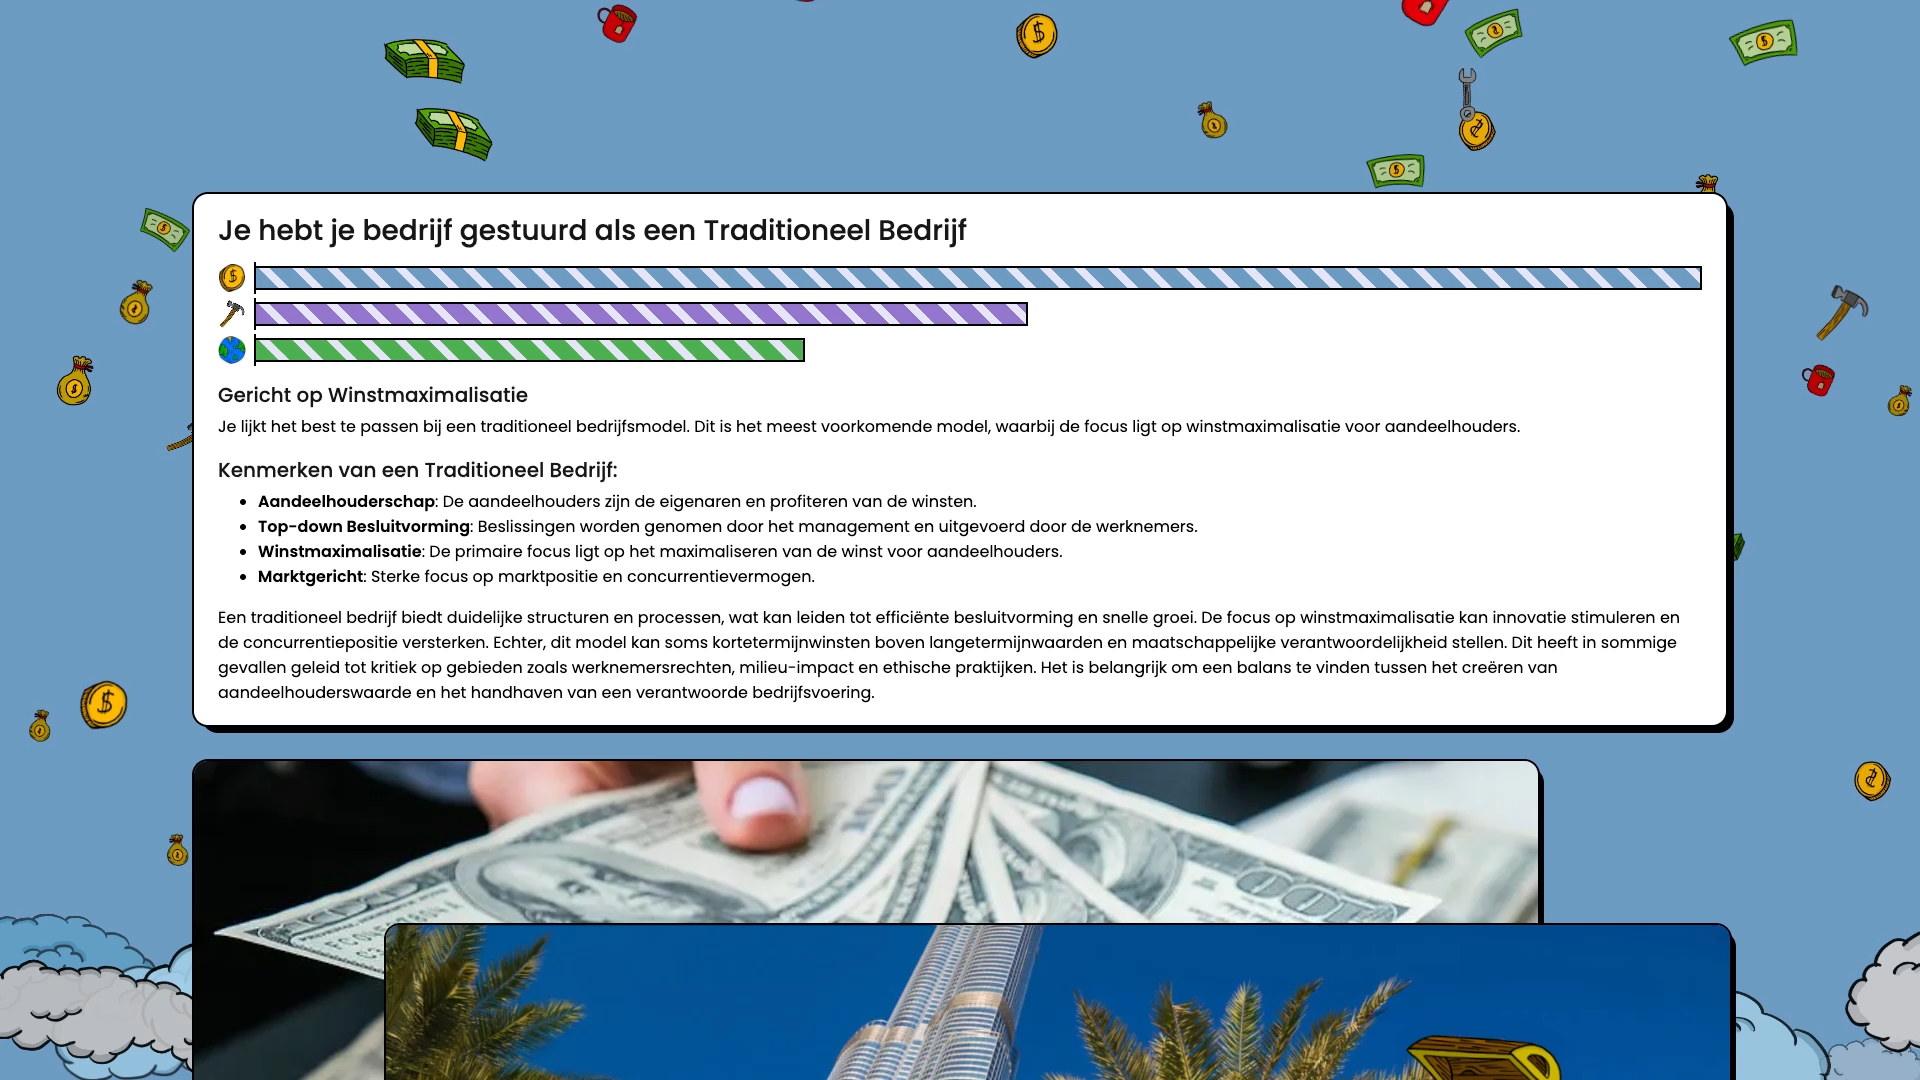 Je hebt je bedrijf gestuurd als een Traditioneel Bedrijf
Gericht op Winstmaximalisatie
Je lijkt het best te passen bij een traditioneel bedrijfsmodel. Dit is het meest voorkomende model, waarbij de focus ligt op winstmaximalisatie voor aandeelhouders.
Kenmerken van een Traditioneel Bedrijf:
• Aandeelhouderschap: De aandeelhouders zijn de eigenaren en profiteren van de winsten.
• Top-down Besluitvorming: Beslissingen worden genomen door het management en uitgevoerd door de werknemers.
• Winstmaximalisatie: De primaire focus ligt op het maximaliseren van de winst voor aandeelhouders.
• Marktgericht: Sterke focus op marktpositie en concurrentievermogen.
Een traditioneel bedrijf biedt duidelijke structuren en processen, wat kan leiden tot efficiënte besluitvorming en snelle groei. De focus op winstmaximalisatie kan innovatie stimuleren en
de concurrentiepositie versterken. Echter, dit model kan soms kortetermijnwinsten boven langetermijnwaarden en maatschappelijke verantwoordelijkheid stellen. Dit heeft in sommige
gevallen geleid tot kritiek op gebieden zoals werknemersrechten, milieu-impact en ethische praktijken. Het is belangrijk om een balans te vinden tussen het creëren van
aandeelhouderswaarde en het handhaven van een verantwoorde bedrijfsvoering.